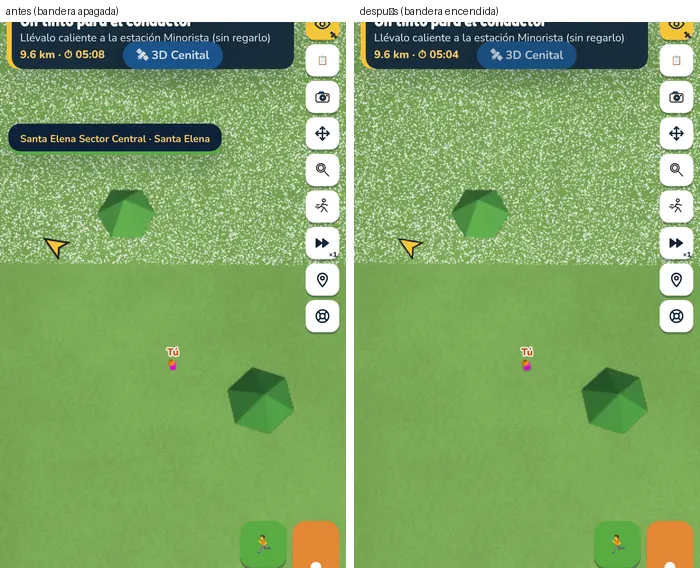 antes (bandera apagada)
Un tinto para el conductor
Llévalo caliente a la estación Minorista (sin regarlo)
9.6 km · ⏱ 05:08
3D Cenital
Santa Elena Sector Central · Santa Elena
×1
Tú
(bandera encendida)
Un tinto para el conductor
Llévalo caliente a la estación Minorista (sin regarlo)
9.6 km · ⏱ 05:04
3D Cenital
×1
Tú